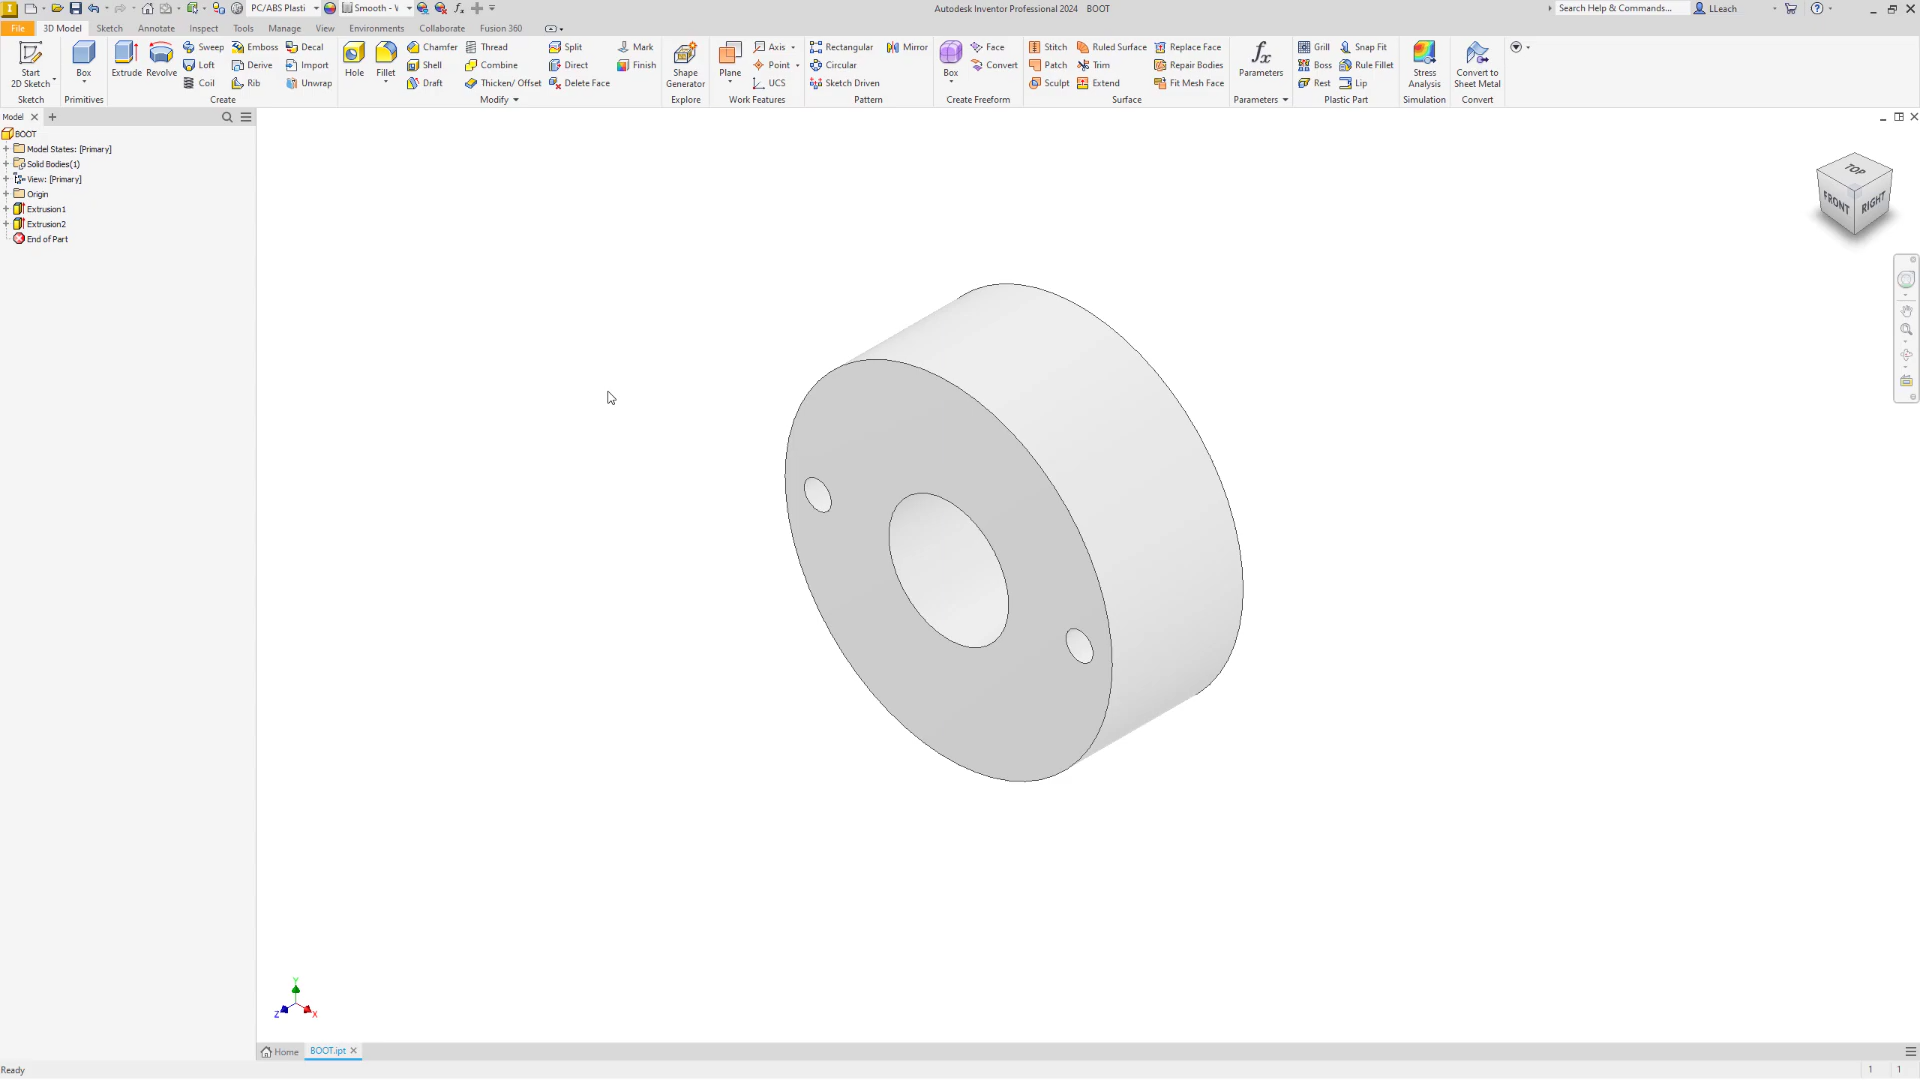 PC/ABS Plasti
Smooth - V
Autodesk Inventor Professional 2024 BOOT
Search Help & Commands...
LLeach
File
3D Model
Sketch
Annotate
Inspect
Tools
Manage
View
Environments
Collaborate
Fusion 360
Start
2D Sketch
Sketch
Box
Primitives
Extrude
Revolve
Sweep
Loft
Coil
Emboss
Derive
Rib
Decal
Import
Unwrap
Create
Hole
Fillet
Chamfer
Shell
Draft
Thread
Combine
Thicken/ Offset
Split
Direct
Delete Face
Mark
Finish
Modify
Shape
Generator
Explore
Plane
Axis
Point
UCS
Work Features
Rectangular
Circular
Sketch Driven
Mirror
Pattern
Box
Face
Convert
Create Freeform
Stitch
Patch
Sculpt
Ruled Surface
Trim
Extend
Replace Face
Repair Bodies
Fit Mesh Face
Surface
fx
Parameters
Parameters
Grill
Boss
Rest
Snap Fit
Rule Fillet
Lip
Plastic Part
Stress
Analysis
Simulation
Convert to
Sheet Metal
Convert
Model
BOOT
Model States: [Primary]
Solid Bodies(1)
View: [Primary]
Origin
Extrusion1
Extrusion2
End of Part
TOP
FRONT
RIGHT
Y
Z
X
Home
BOOT.ipt
Ready
1
1